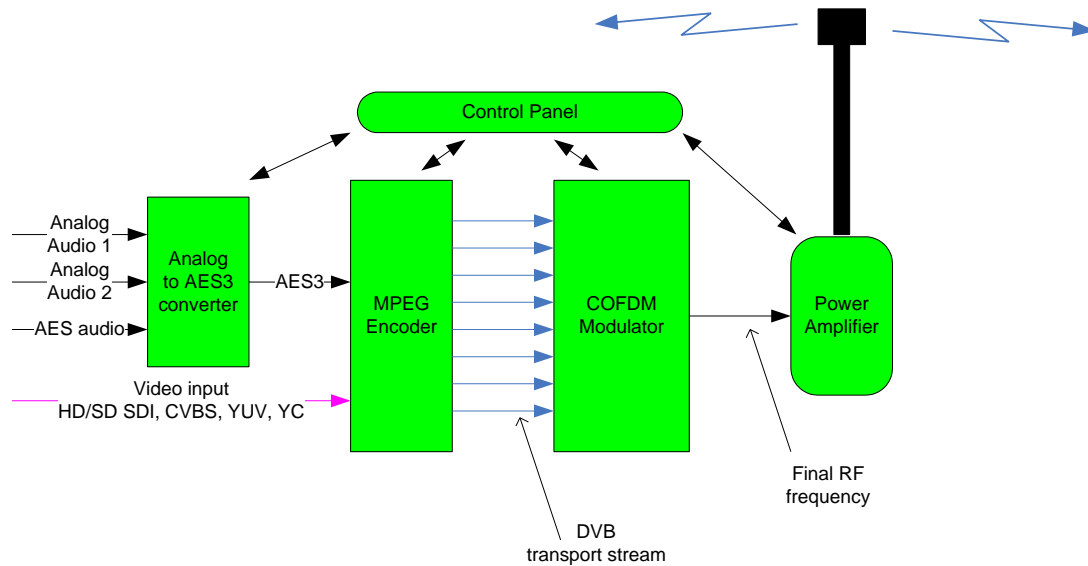 Control Panel
Analog
Audio 1
Analog
Audio 2
AES audio
Analog
to AES3
converter
AES3
MPEG
Encoder
COFDM
Modulator
Power
Amplifier
Video input
HD/SD SDI, CVBS, YUV, YC
Final RF
frequency
DVB
transport stream